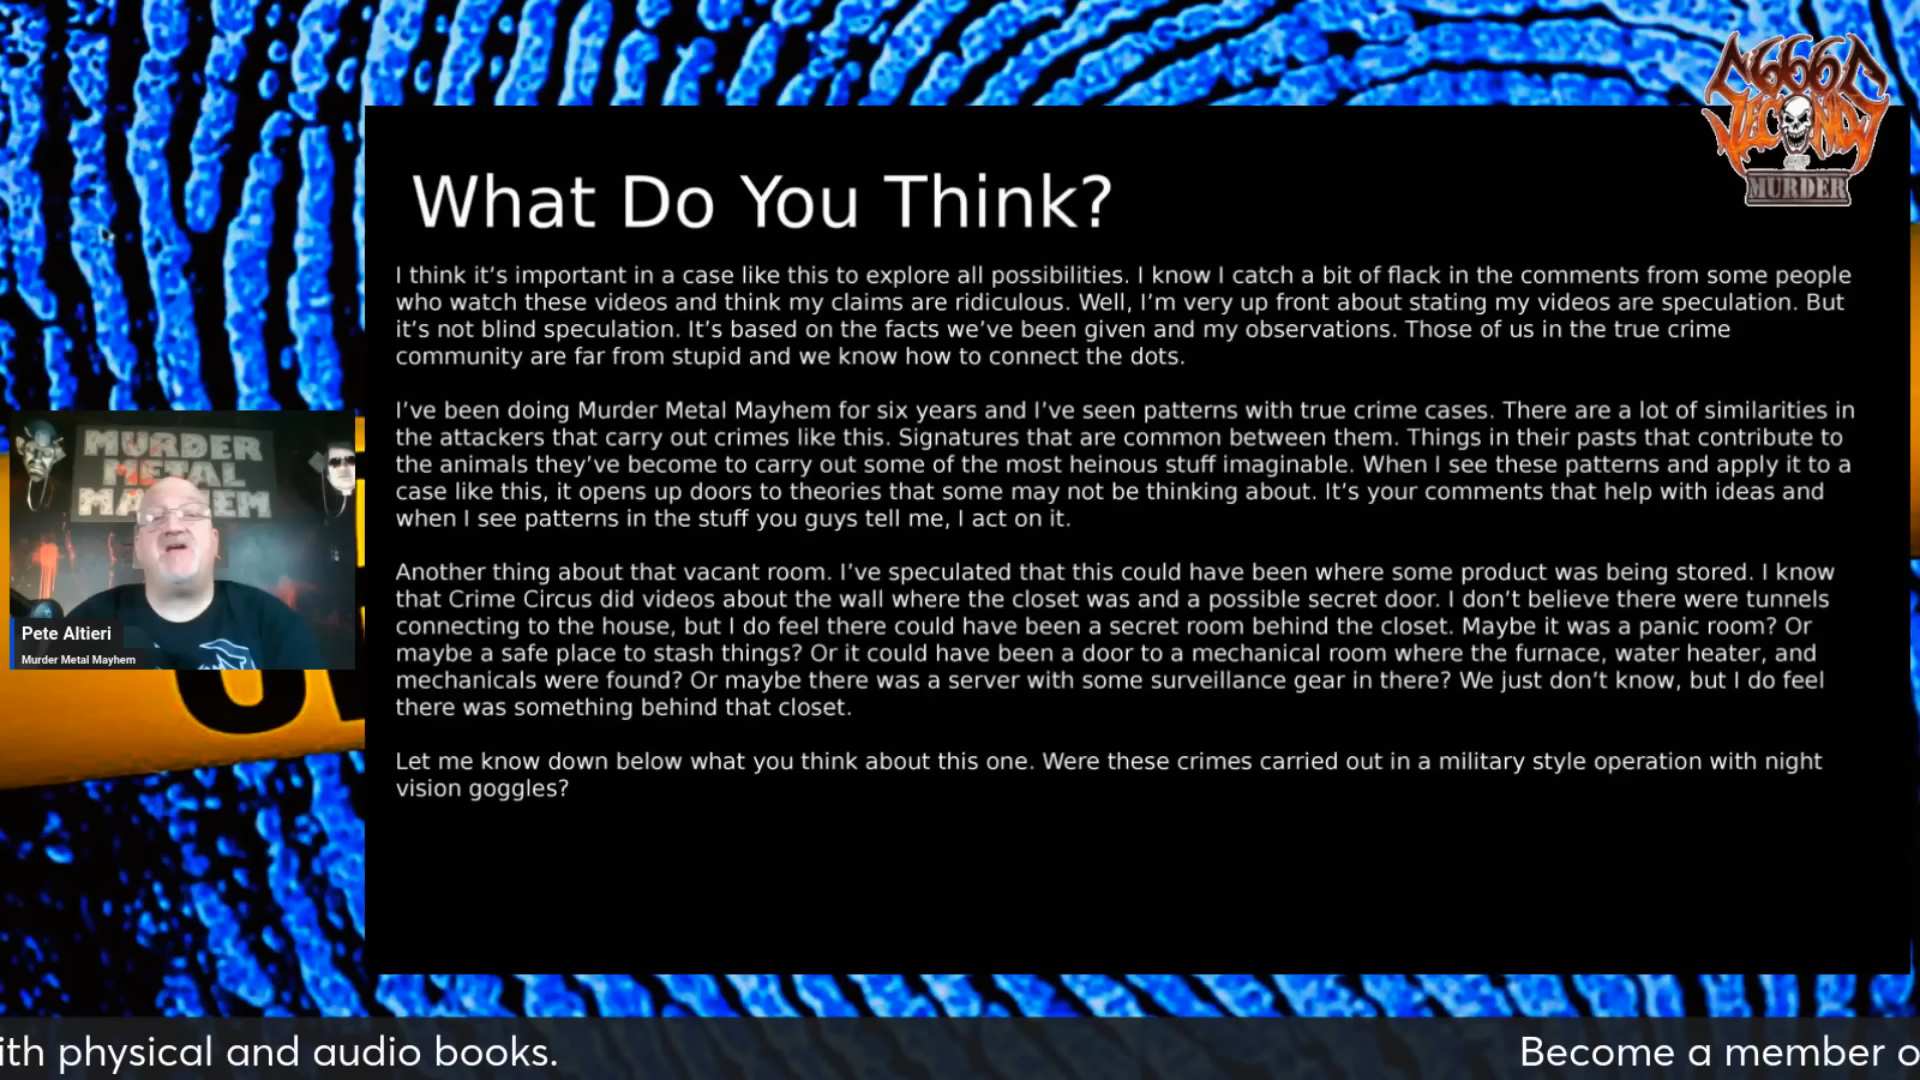 C666C
SECONDS
MURDER
What Do You Think?
I think it’s important in a case like this to explore all possibilities. I know I catch a bit of flack in the comments from some people
who watch these videos and think my claims are ridiculous. Well, I’m very up front about stating my videos are speculation. But
it’s not blind speculation. It’s based on the facts we’ve been given and my observations. Those of us in the true crime
community are far from stupid and we know how to connect the dots.
I’ve been doing Murder Metal Mayhem for six years and I’ve seen patterns with true crime cases. There are a lot of similarities in
the attackers that carry out crimes like this. Signatures that are common between them. Things in their pasts that contribute to
the animals they’ve become to carry out some of the most heinous stuff imaginable. When I see these patterns and apply it to a
case like this, it opens up doors to theories that some may not be thinking about. It’s your comments that help with ideas and
when I see patterns in the stuff you guys tell me, I act on it.
Another thing about that vacant room. I’ve speculated that this could have been where some product was being stored. I know
that Crime Circus did videos about the wall where the closet was and a possible secret door. I don’t believe there were tunnels
connecting to the house, but I do feel there could have been a secret room behind the closet. Maybe it was a panic room? Or
maybe a safe place to stash things? Or it could have been a door to a mechanical room where the furnace, water heater, and
mechanicals were found? Or maybe there was a server with some surveillance gear in there? We just don’t know, but I do feel
there was something behind that closet.
Let me know down below what you think about this one. Were these crimes carried out in a military style operation with night
vision goggles?
MURDER
METAL
MAYHEM
Pete Altieri
Murder Metal Mayhem
ith physical and audio books.
Become a member o